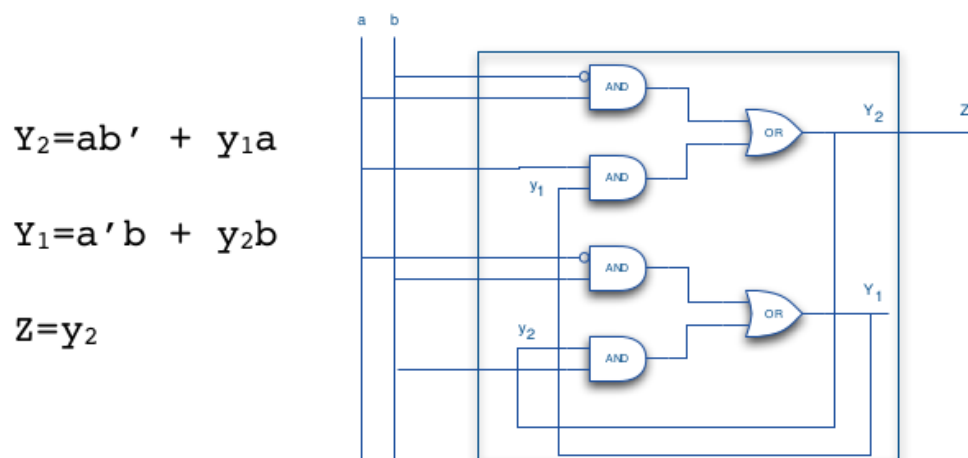 a b
Y₂=ab′ + y₁a
Y₁=a′b + y₂b
Z=y₂
AND
OR
Y₂
Z
AND
y₁
AND
OR
Y₁
y₂
AND